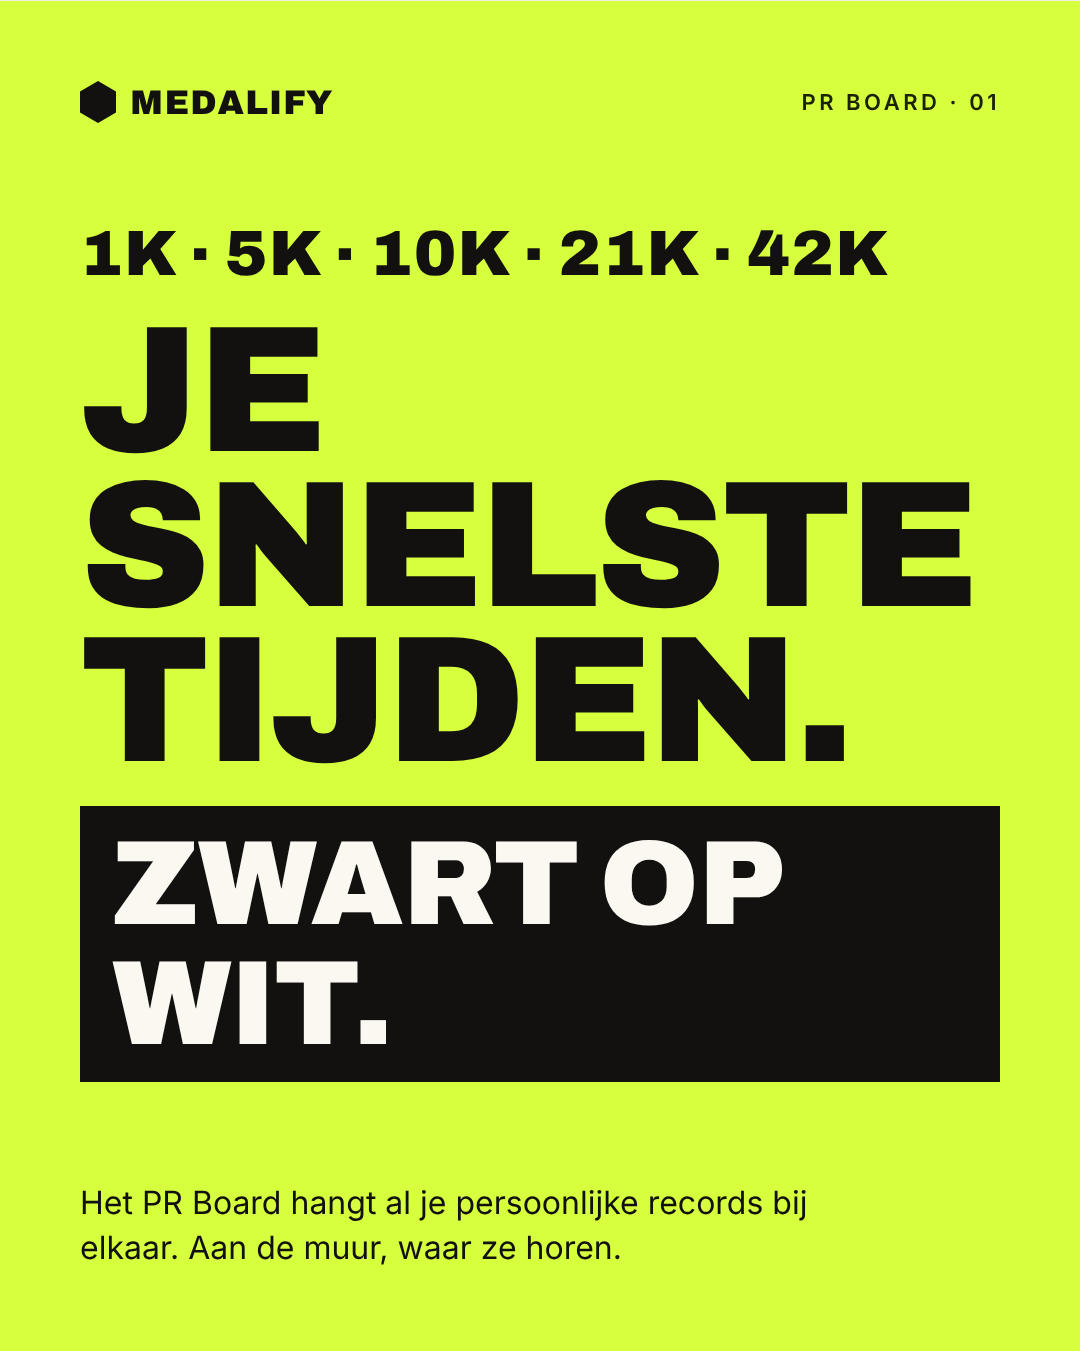 MEDALIFY
PR BOARD · 01
1K · 5K · 10K · 21K · 42K
JE
SNELSTE
TIJDEN.
ZWART OP
WIT.
Het PR Board hangt al je persoonlijke records bij
elkaar. Aan de muur, waar ze horen.